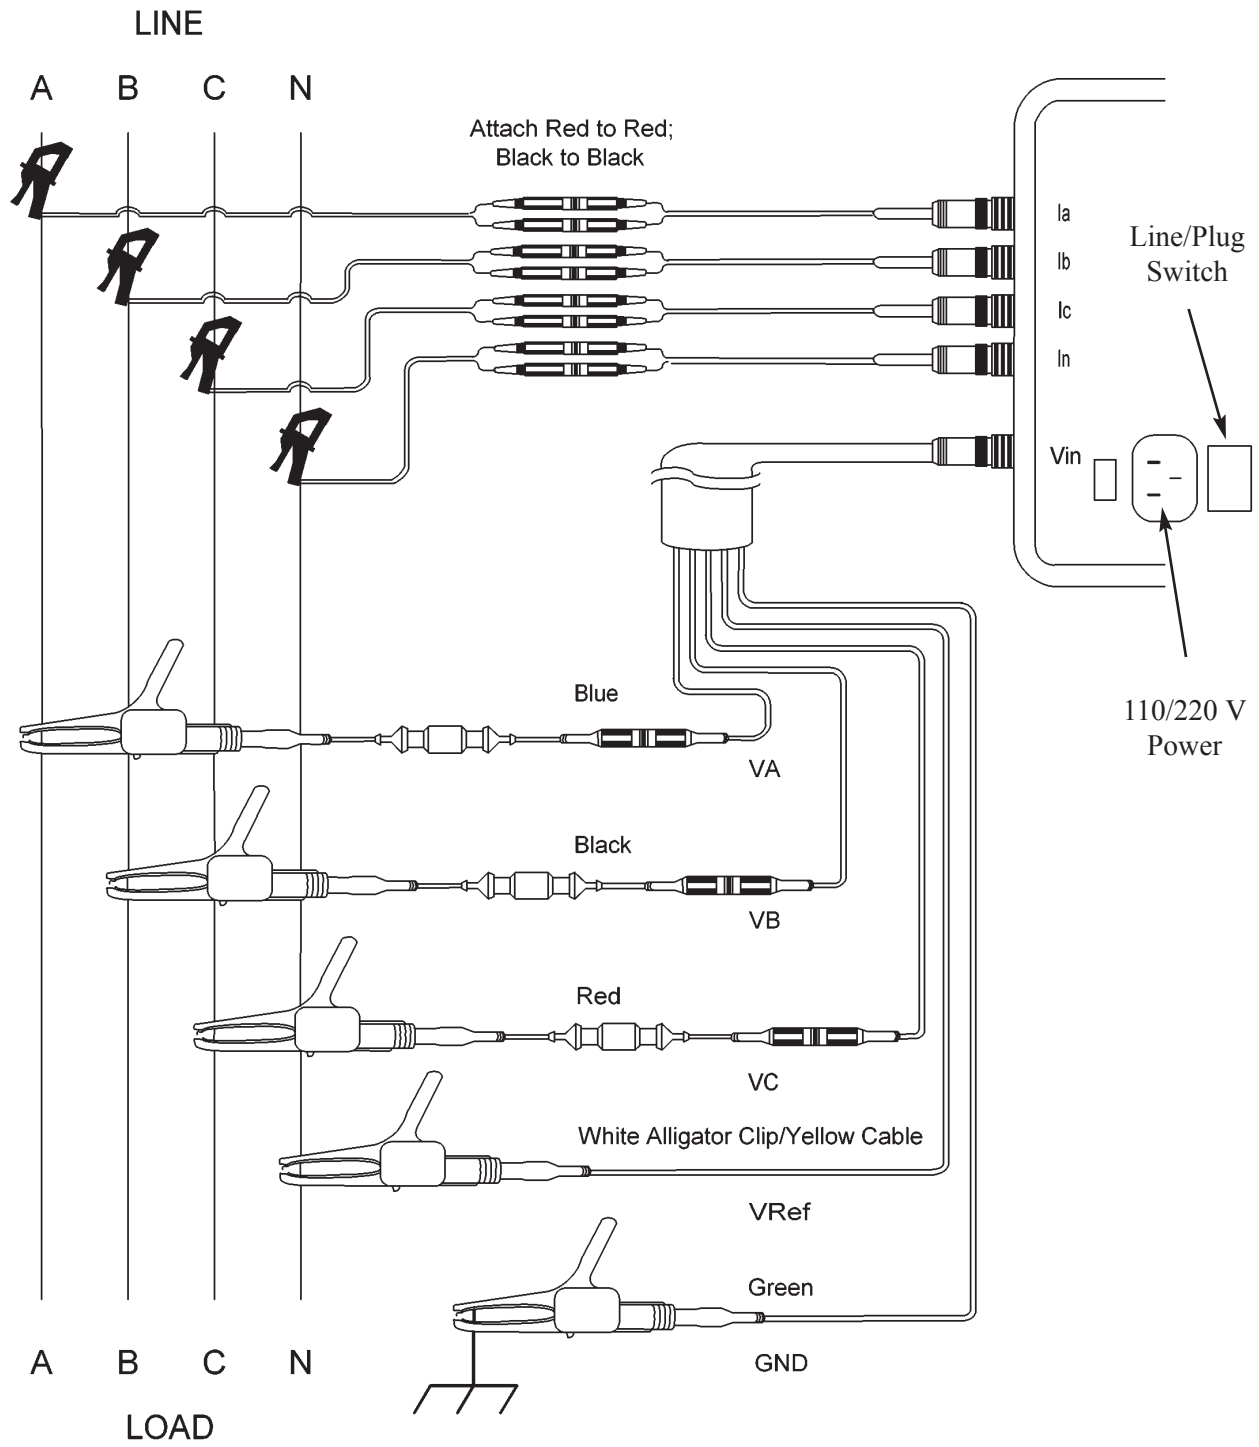 LINE
A B C N
Attach Red to Red;
Black to Black
Ia
Ib
Ic
In
Line/Plug
Switch
Vin
110/220 V
Power
Blue
VA
Black
VB
Red
VC
White Alligator Clip/Yellow Cable
VRef
Green
GND
A B C N
LOAD